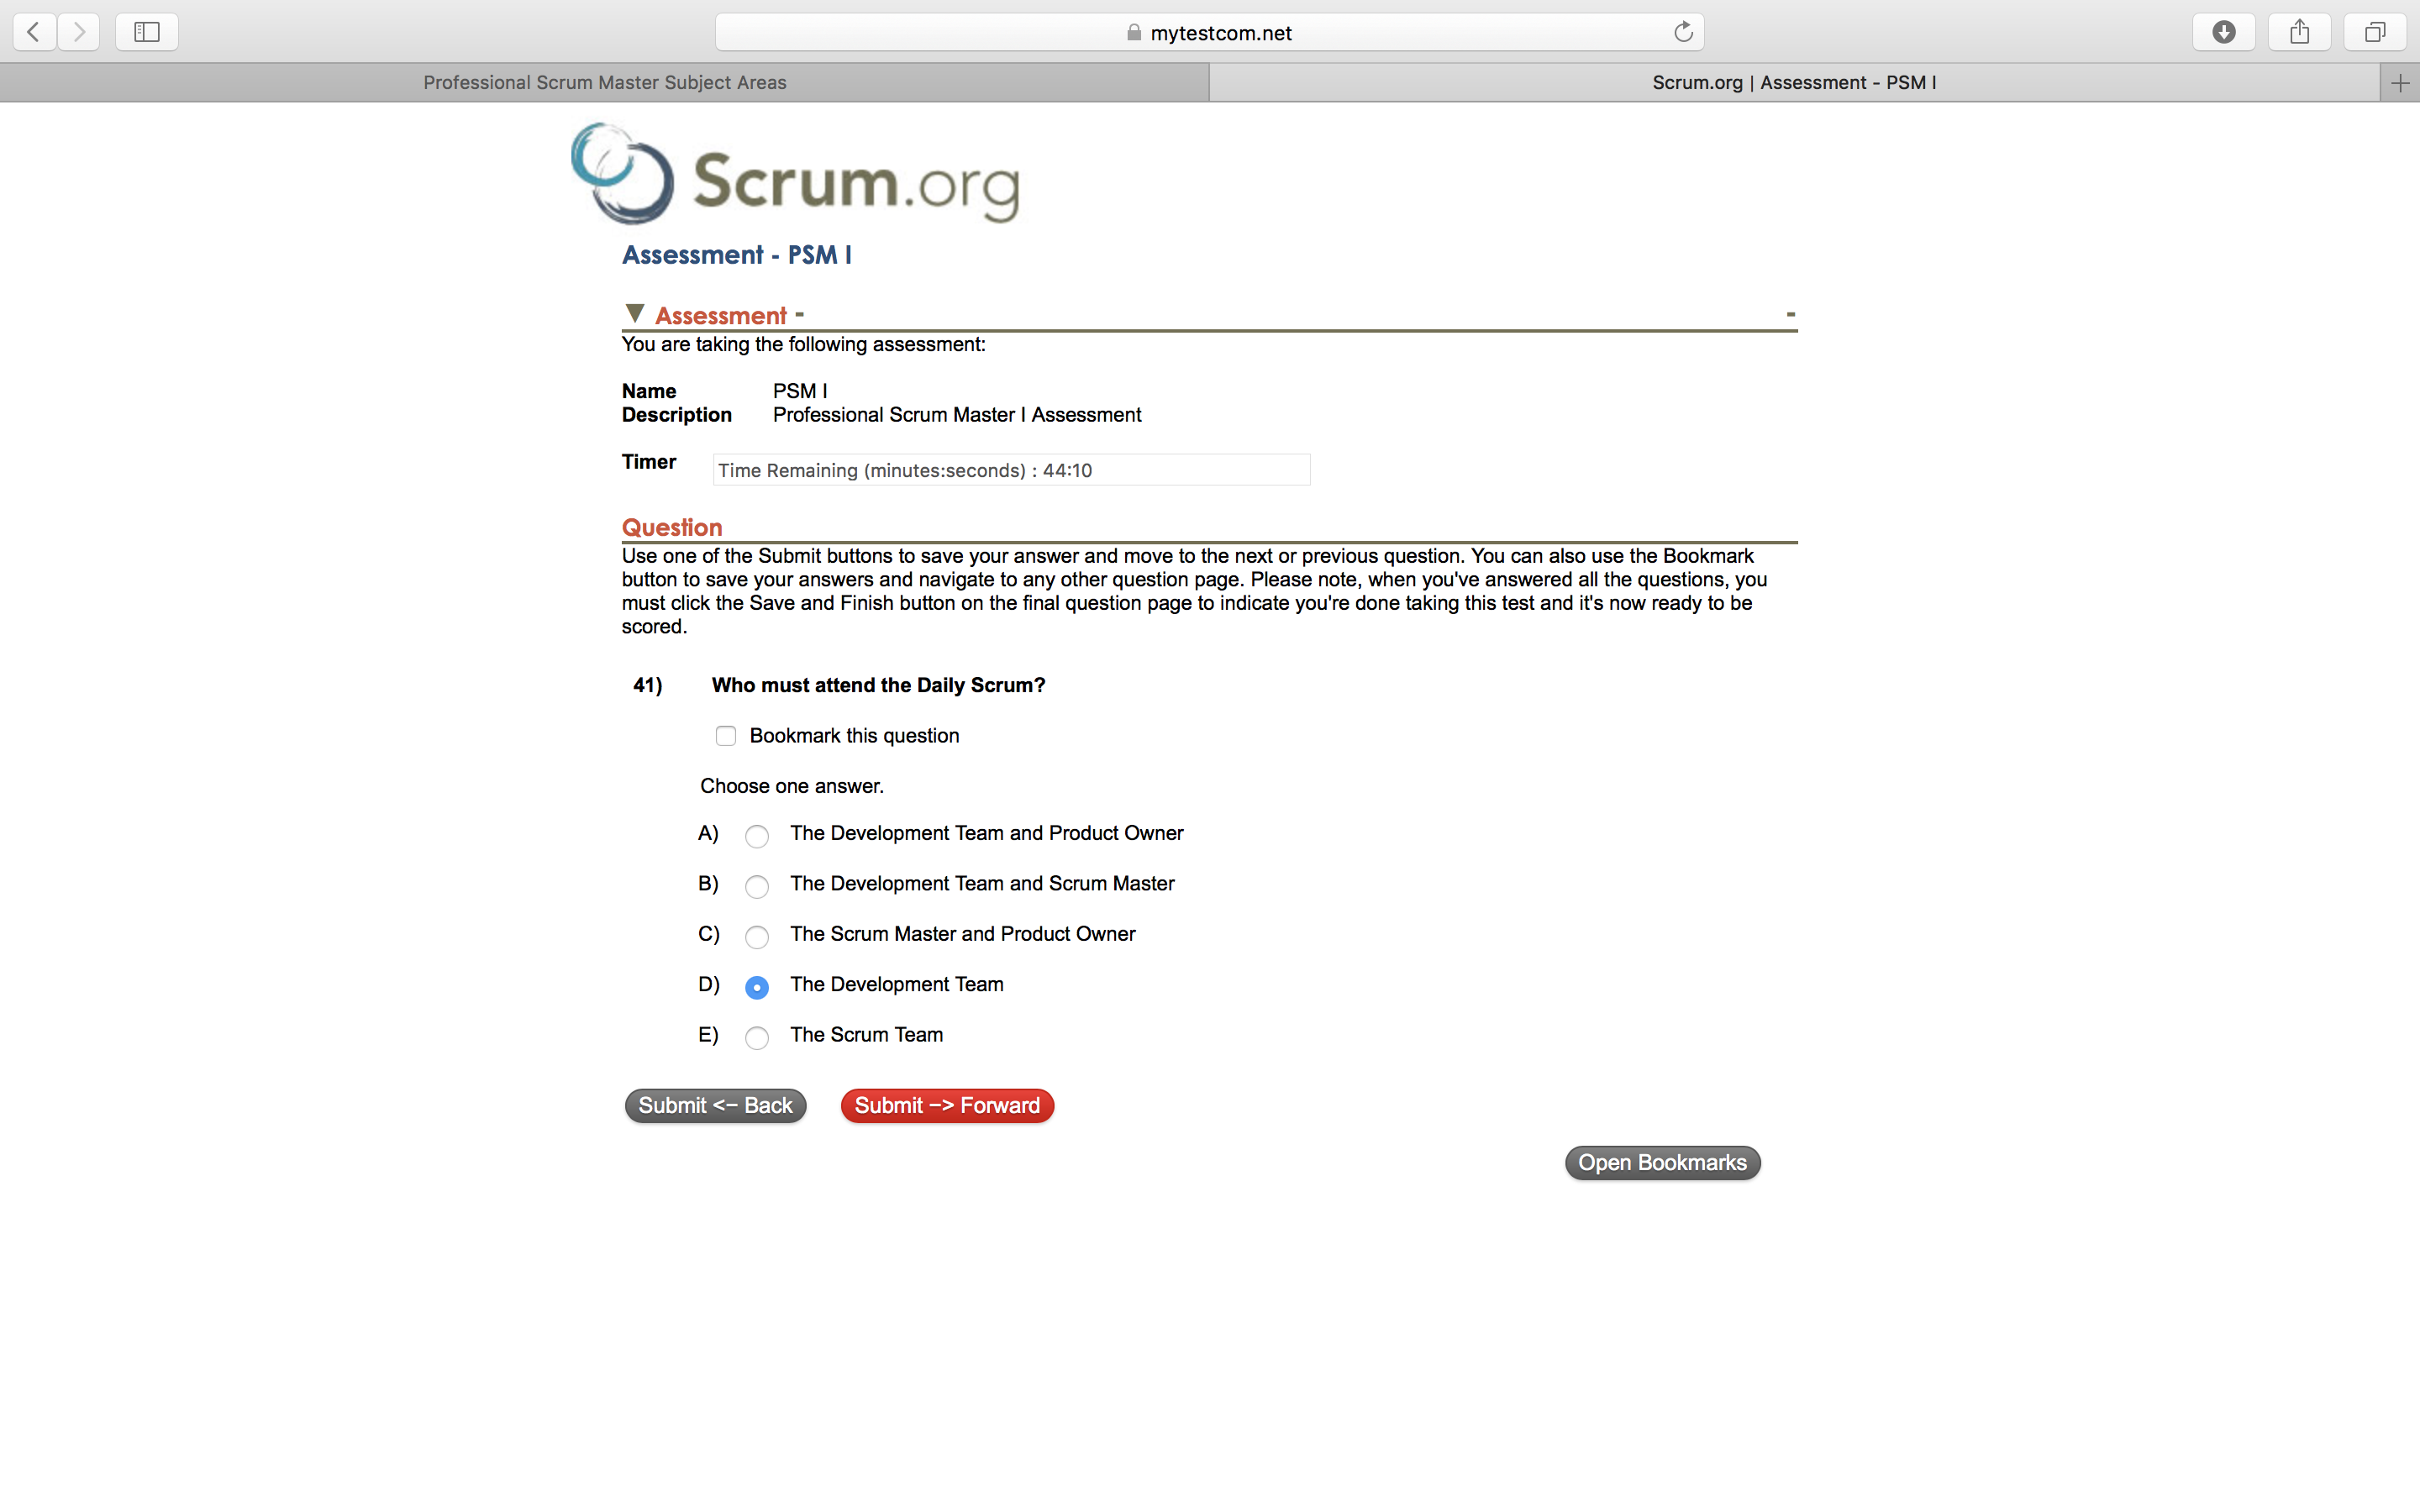 mytestcom.net
Professional Scrum Master Subject Areas
Scrum.org | Assessment - PSM I
Scrum.org
Assessment - PSM I
▼ Assessment - -
You are taking the following assessment:
Name PSM I
Description Professional Scrum Master I Assessment
Timer Time Remaining (minutes:seconds) : 44:10
Question
Use one of the Submit buttons to save your answer and move to the next or previous question. You can also use the Bookmark
button to save your answers and navigate to any other question page. Please note, when you've answered all the questions, you
must click the Save and Finish button on the final question page to indicate you're done taking this test and it's now ready to be
scored.
41) Who must attend the Daily Scrum?
Bookmark this question
Choose one answer.
A) The Development Team and Product Owner
B) The Development Team and Scrum Master
C) The Scrum Master and Product Owner
D) The Development Team
E) The Scrum Team
Submit <- Back Submit -> Forward
Open Bookmarks